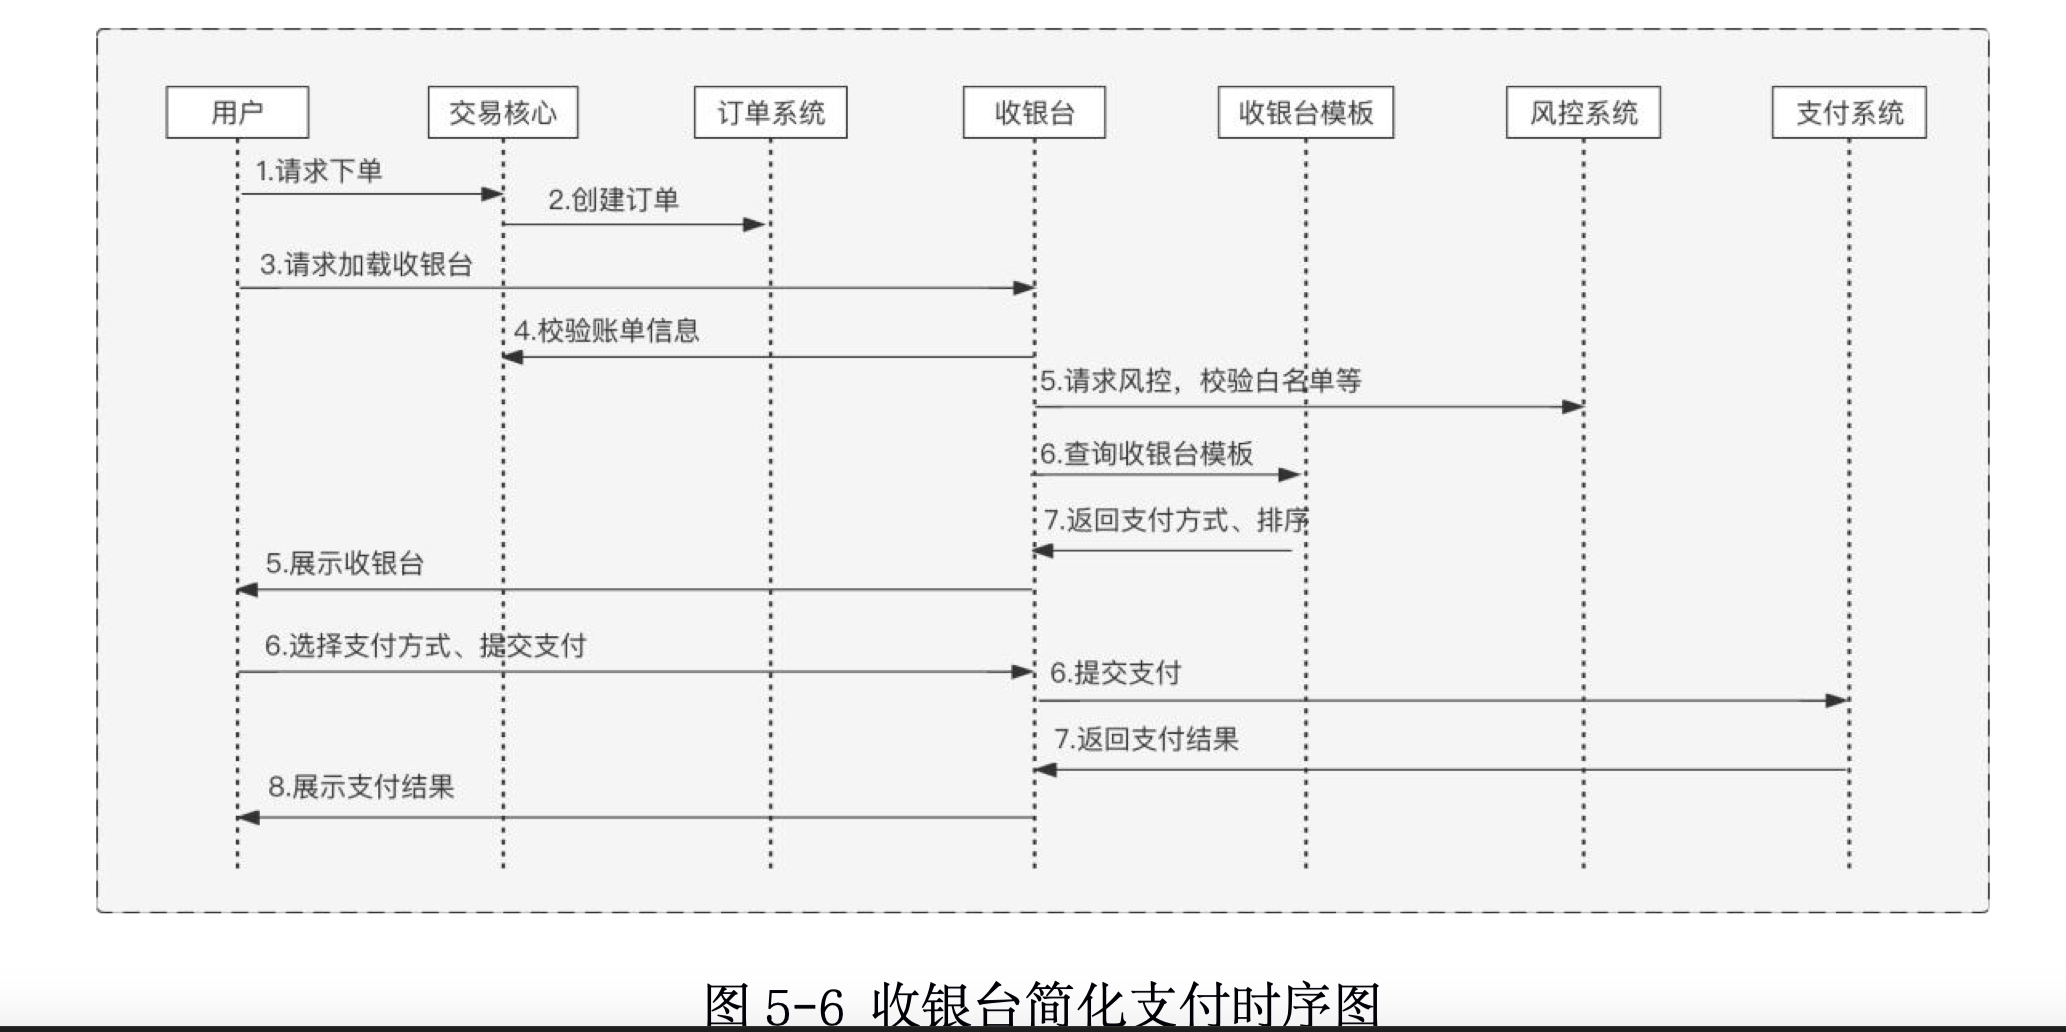 用户
交易核心
订单系统
收银台
收银台模板
风控系统
支付系统
1.请求下单
2.创建订单
3.请求加载收银台
4.校验账单信息
5.请求风控，校验白名单等
6.查询收银台模板
7.返回支付方式、排序
5.展示收银台
6.选择支付方式、提交支付
6.提交支付
7.返回支付结果
8.展示支付结果
图 5-6 收银台简化支付时序图